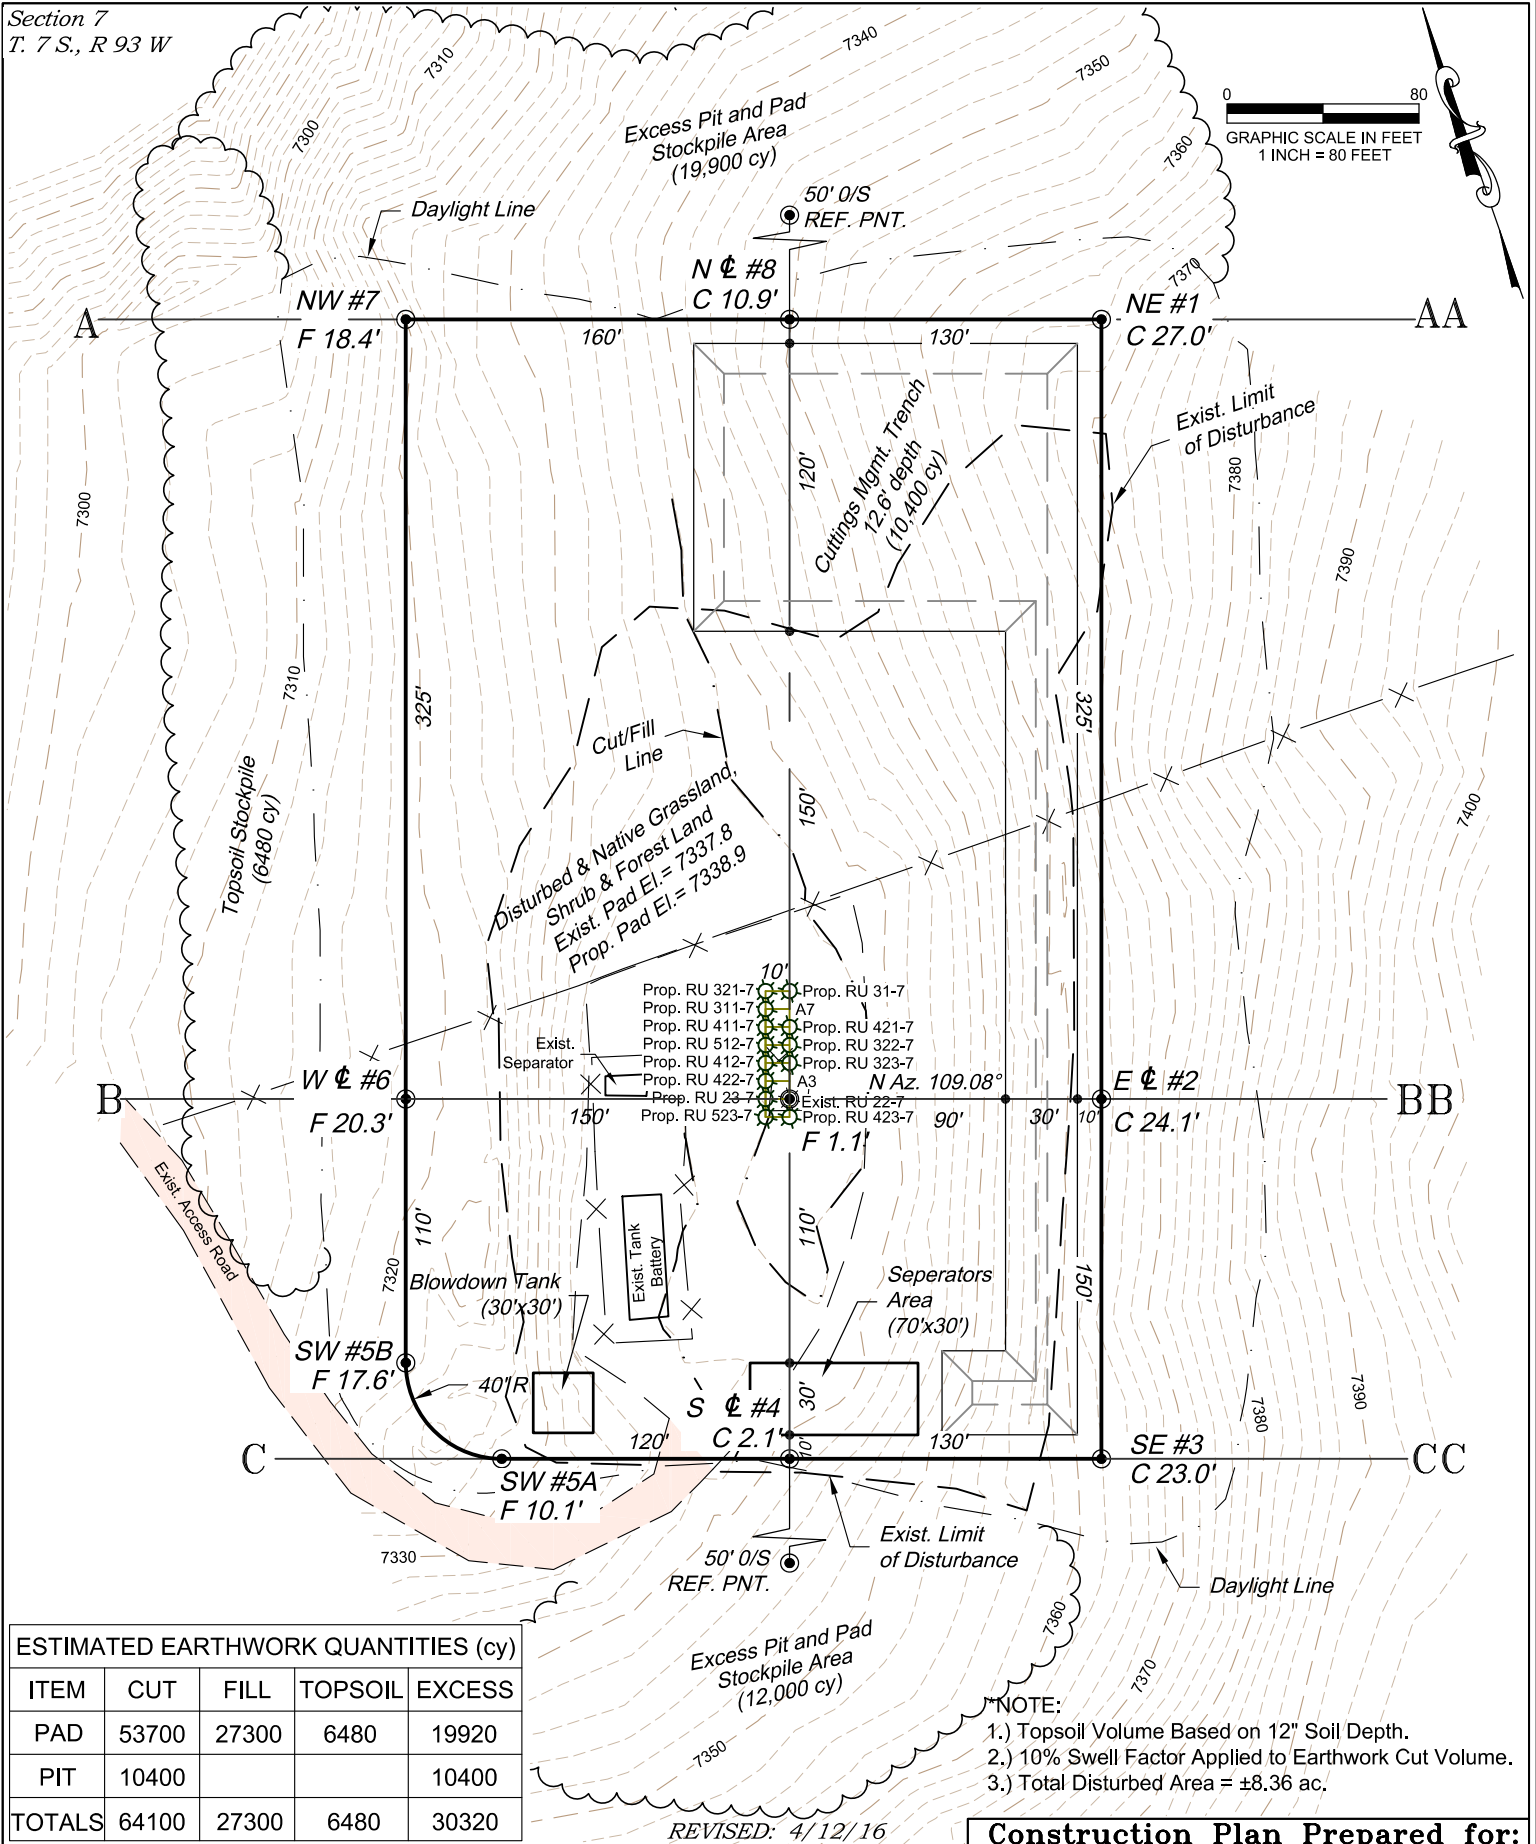 Section 7
T. 7 S., R 93 W
7310
7340
7350
7300
7360
7370
Excess Pit and Pad
Stockpile Area
(19,900 cy)
0 80
GRAPHIC SCALE IN FEET
1 INCH = 80 FEET
Daylight Line
50' 0/S
REF. PNT.
N ℄ #8
C 10.9'
NW #7
F 18.4'
NE #1
C 27.0'
A
AA
160'
130'
Exist. Limit
of Disturbance
Cuttings Mgmt. Trench
12.6' depth
(10,400 cy)
120'
7380
7300
7390
7310
325'
325'
Cut/Fill
Line
150'
Topsoil Stockpile
(6480 cy)
7400
Disturbed & Native Grassland,
Shrub & Forest Land
Exist. Pad El.= 7337.8
Prop. Pad El.= 7338.9
10'
Prop. RU 321-7
Prop. RU 31-7
Prop. RU 311-7
A7
Prop. RU 411-7
Prop. RU 421-7
Prop. RU 512-7
Prop. RU 322-7
Prop. RU 412-7
Prop. RU 323-7
Prop. RU 422-7
A3
Prop. RU 23-7
Exist. RU 22-7
Prop. RU 523-7
Prop. RU 423-7
Exist.
Separator
N Az. 109.08°
W ℄ #6
F 20.3'
E ℄ #2
C 24.1'
B
BB
150'
F 1.1'
90'
30'
10'
Exist. Access Road
110'
110'
7320
Exist. Tank
Battery
Blowdown Tank
(30'x30')
Seperators
Area
(70'x30')
150'
SW #5B
F 17.6'
40'R
S ℄ #4
C 2.1'
30'
10'
7380
7390
C
CC
120'
130'
SE #3
C 23.0'
SW #5A
F 10.1'
7330
50' 0/S
REF. PNT.
Exist. Limit
of Disturbance
Daylight Line
7360
7370
7350
Excess Pit and Pad
Stockpile Area
(12,000 cy)
ESTIMATED EARTHWORK QUANTITIES (cy)
ITEM CUT FILL TOPSOIL EXCESS
PAD 53700 27300 6480 19920
PIT 10400 10400
TOTALS 64100 27300 6480 30320
*NOTE:
1.) Topsoil Volume Based on 12" Soil Depth.
2.) 10% Swell Factor Applied to Earthwork Cut Volume.
3.) Total Disturbed Area = ±8.36 ac.
REVISED: 4/12/16
Construction Plan Prepared for: